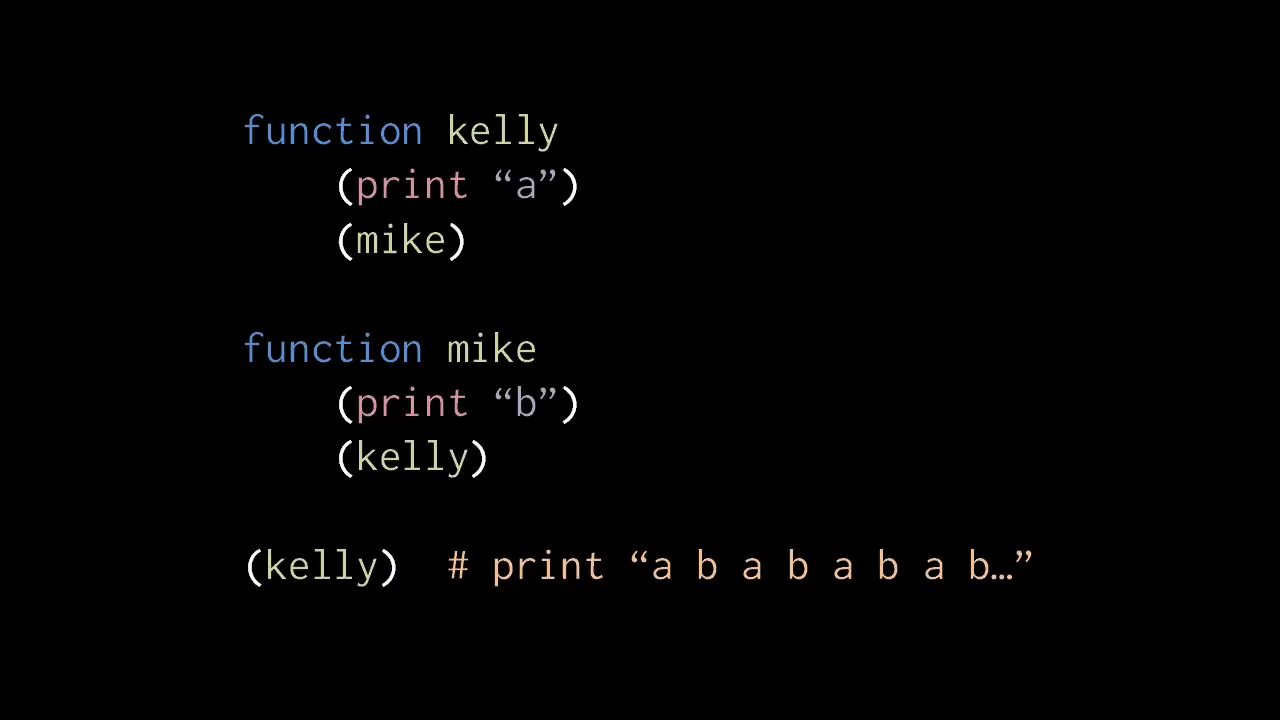 function kelly
(print “a”)
(mike)
function mike
(print “b”)
(kelly)
(kelly) # print “a b a b a b a b…”